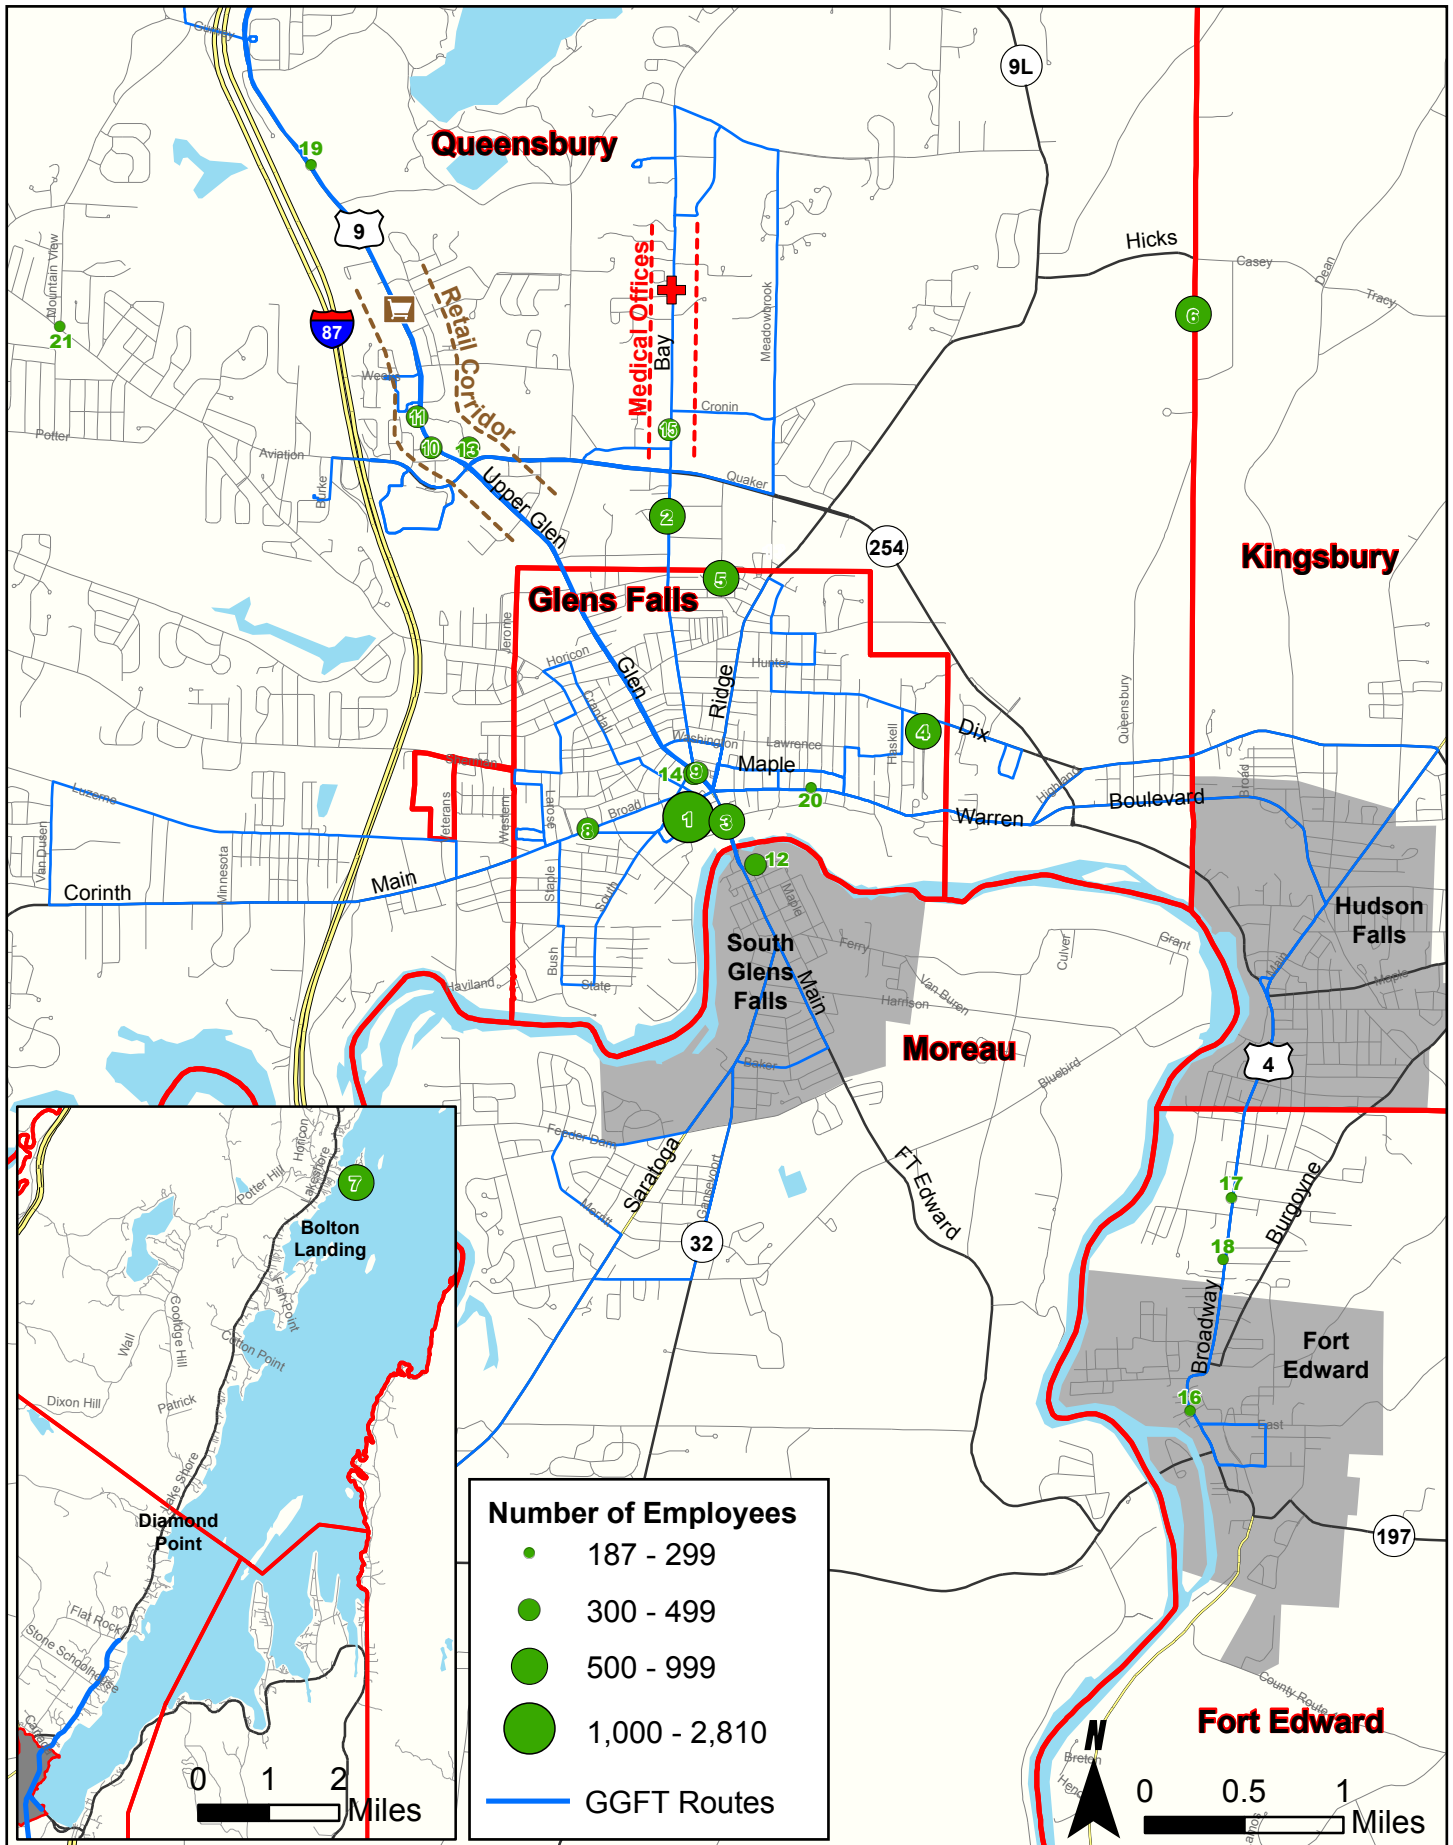 Gurney
9L
Queensbury
19
9
Hicks
Casey
Dean
Tracy
Mountain View
21
87
Retail Corridor
Medical Offices
Bay
Meadowbrook
6
Weeks
11
Cronin
15
Potter
Aviation
10
13
Burke
Upper Glen
Quaker
2
254
Kingsbury
5
Glens Falls
Jerome
Horicon
Glen
Hunter
Ridge
Crandall
Queensbury
4
Dix
Haskell
Washington
Lawrence
Sherman
Maple
14
9
Highland
Broad
Luzerne
Veterans
Western
Larose
Broad
20
Boulevard
8
1
3
Warren
Van Dusen
Minnesota
12
Corinth
Main
Staple
South
Maple
Hudson
Falls
Ferry
Culver
Grant
South
Glens
Falls
Main
Bush
State
Haviland
Van Buren
Harrison
Main
Maple
Moreau
Baker
Bluebird
4
Feeder Dam
Saratoga
Gansevoort
Merritt
FT Edward
32
17
Burgoyne
18
Broadway
Fort
Edward
16
East
197
County Route
Fort Edward
Breton
N
0 0.5 1
Miles
Horicon
Lakeshore
Potter Hill
7
Bolton
Landing
Fish Point
Coolidge Hill
Wall
Cotton Point
Dixon Hill
Patrick
Lake Shore
Diamond
Point
Flat Rock
Stone Schoolhouse
0 1 2
Miles
Number of Employees
187 - 299
300 - 499
500 - 999
1,000 - 2,810
GGFT Routes